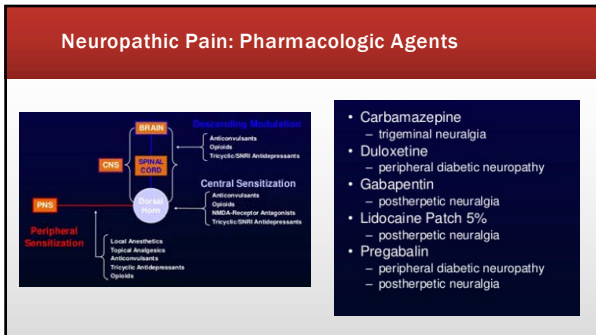 Neuropathic Pain: Pharmacologic Agents
BRAIN
Descending Modulation
Anticonvulsants
Opioids
Tricyclic/SNRI Antidepressants
CNS
SPINAL
CORD
Central Sensitization
Anticonvulsants
Opioids
NMDA-Receptor Antagonists
Tricyclic/SNRI Antidepressants
Dorsal
Horn
PNS
Peripheral
Sensitization
Local Anesthetics
Topical Analgesics
Anticonvulsants
Tricyclic Antidepressants
Opioids
• Carbamazepine
– trigeminal neuralgia
• Duloxetine
– peripheral diabetic neuropathy
• Gabapentin
– postherpetic neuralgia
• Lidocaine Patch 5%
– postherpetic neuralgia
• Pregabalin
– peripheral diabetic neuropathy
– postherpetic neuralgia